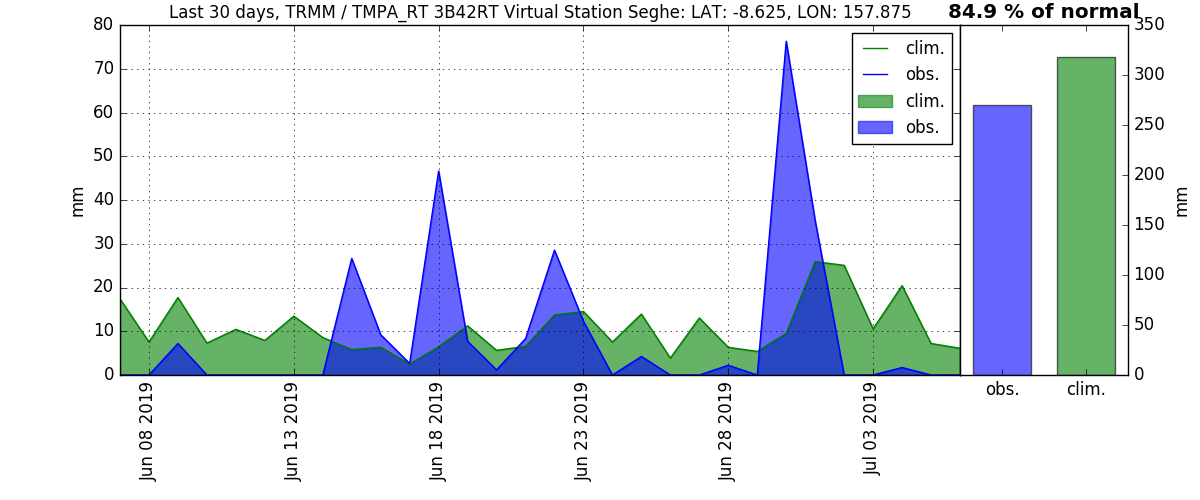 Last 30 days, TRMM / TMPA_RT 3B42RT Virtual Station Seghe: LAT: -8.625, LON: 157.875
84.9 % of normal
80
70
60
50
40
30
20
10
0
mm
clim.
obs.
clim.
obs.
Jun 08 2019
Jun 13 2019
Jun 18 2019
Jun 23 2019
Jun 28 2019
Jul 03 2019
350
300
250
200
150
100
50
0
mm
obs.
clim.